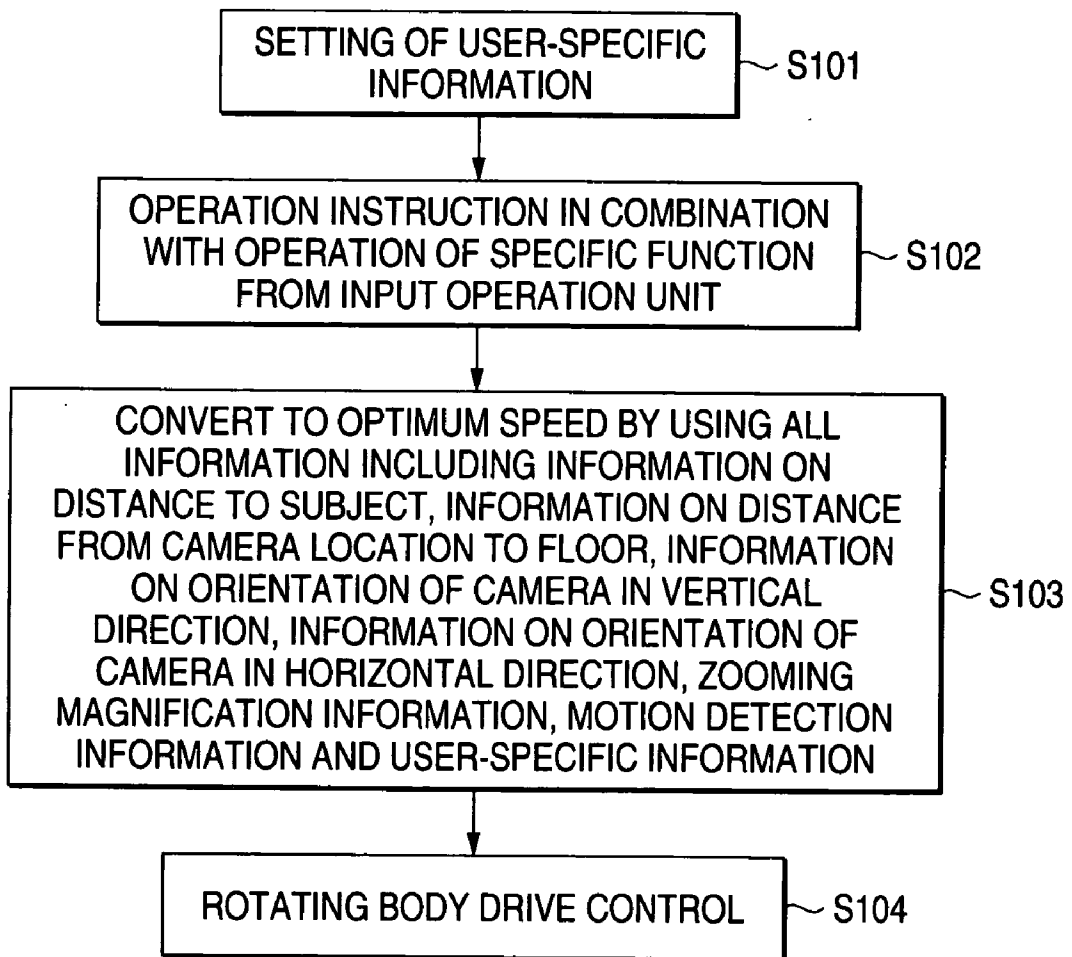 SETTING OF USER-SPECIFIC
INFORMATION
S101
OPERATION INSTRUCTION IN COMBINATION
WITH OPERATION OF SPECIFIC FUNCTION
FROM INPUT OPERATION UNIT
S102
CONVERT TO OPTIMUM SPEED BY USING ALL
INFORMATION INCLUDING INFORMATION ON
DISTANCE TO SUBJECT, INFORMATION ON DISTANCE
FROM CAMERA LOCATION TO FLOOR, INFORMATION
ON ORIENTATION OF CAMERA IN VERTICAL
DIRECTION, INFORMATION ON ORIENTATION OF
CAMERA IN HORIZONTAL DIRECTION, ZOOMING
MAGNIFICATION INFORMATION, MOTION DETECTION
INFORMATION AND USER-SPECIFIC INFORMATION
S103
ROTATING BODY DRIVE CONTROL
S104